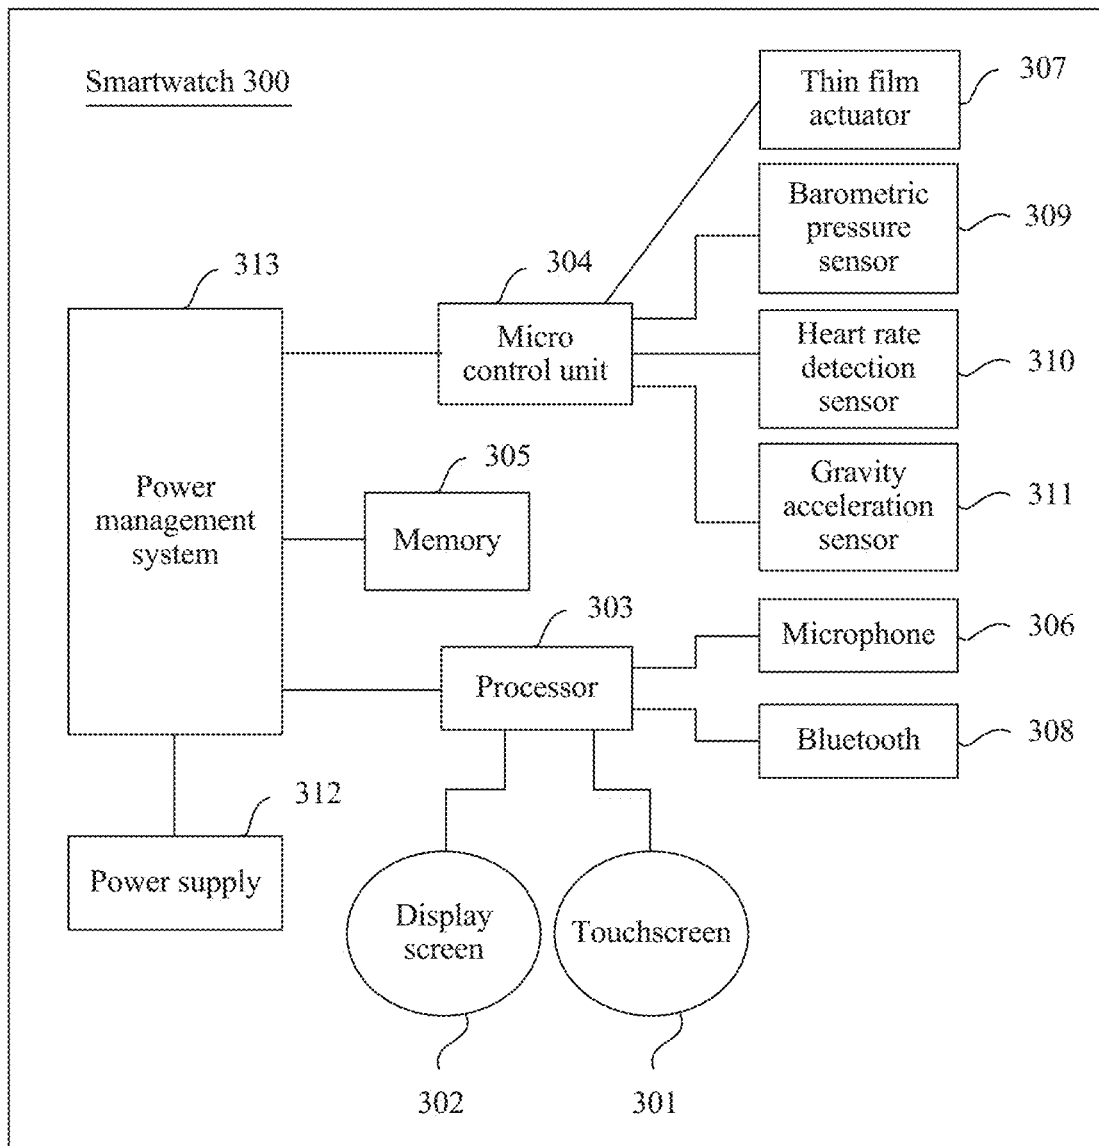 Smartwatch 300
Thin film
actuator
307
Barometric
pressure
sensor
309
313
304
Micro
control unit
Heart rate
detection
sensor
310
Power
management
system
305
Memory
Gravity
acceleration
sensor
311
303
Processor
Microphone
306
Bluetooth
308
312
Power supply
Display
screen
Touchscreen
302
301